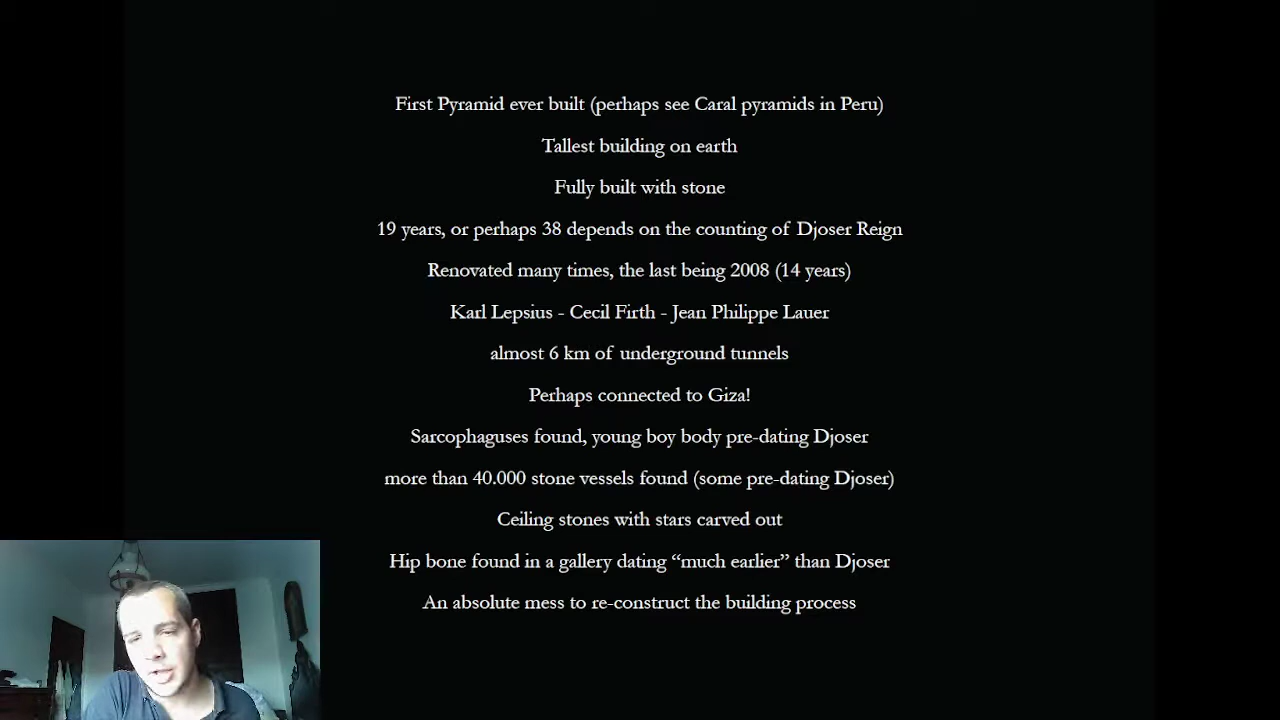 First Pyramid ever built (perhaps see Caral pyramids in Peru)
Tallest building on earth
Fully built with stone
19 years, or perhaps 38 depends on the counting of Djoser Reign
Renovated many times, the last being 2008 (14 years)
Karl Lepsius - Cecil Firth - Jean Philippe Lauer
almost 6 km of underground tunnels
Perhaps connected to Giza!
Sarcophaguses found, young boy body pre-dating Djoser
more than 40.000 stone vessels found (some pre-dating Djoser)
Ceiling stones with stars carved out
Hip bone found in a gallery dating “much earlier” than Djoser
An absolute mess to re-construct the building process